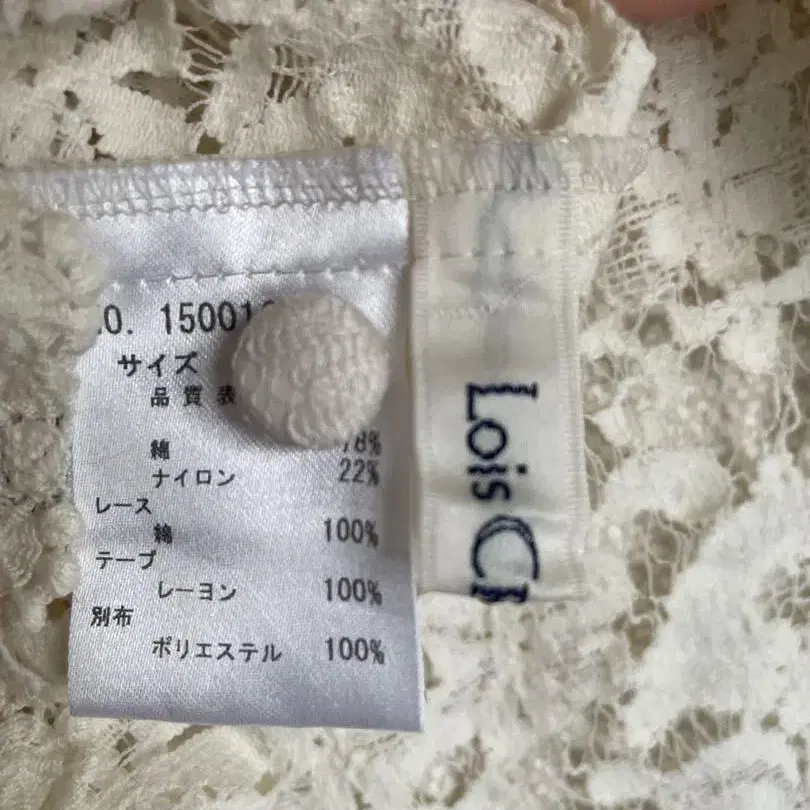 .0. 15001
サイズ
品質表
綿 78%
ナイロン 22%
レース
綿 100%
テープ
レーヨン 100%
別布
ポリエステル 100%
Lois C